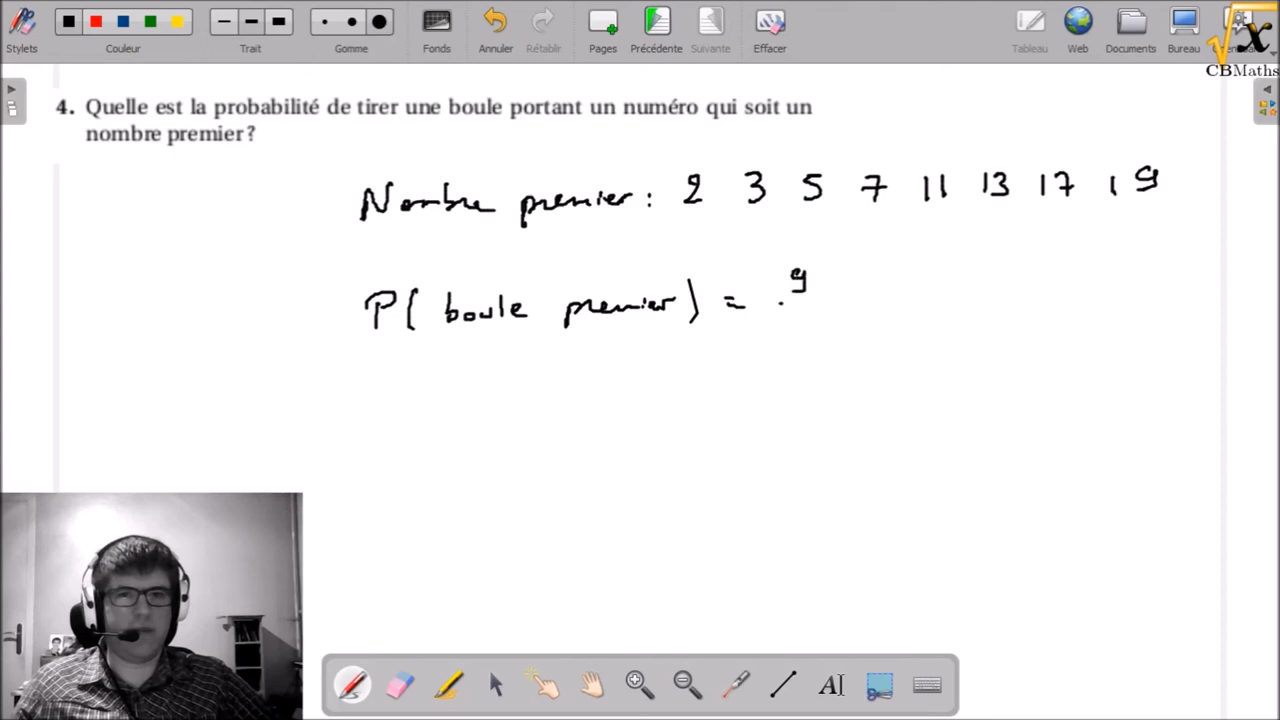 Stylets Couleur Trait Gomme Fonds Annuler Rétablir Pages Précédente Suivante Effacer Tableau Web Documents Bureau
CBMaths
4. Quelle est la probabilité de tirer une boule portant un numéro qui soit un
nombre premier ?
Nombre premier : 2 3 5 7 11 13 17 19
P( boule premier) =
AI